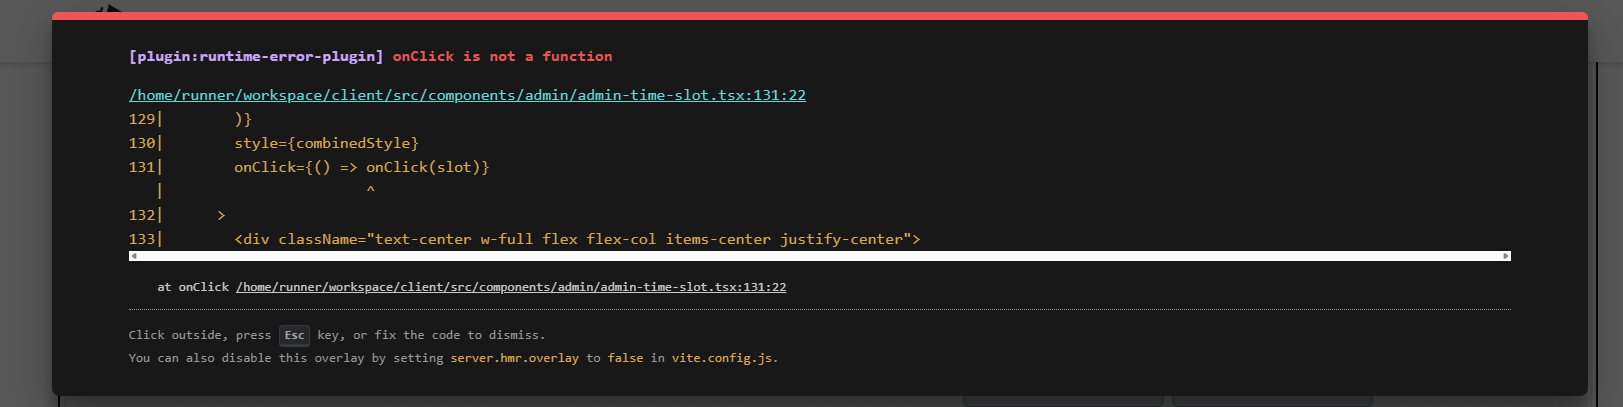 [plugin:runtime-error-plugin] onClick is not a function
/home/runner/workspace/client/src/components/admin/admin-time-slot.tsx:131:22
129|        )}
130|        style={combinedStyle}
131|        onClick={() => onClick(slot)}
   |                       ^
132|      >
133|        <div className="text-center w-full flex flex-col items-center justify-center">
at onClick /home/runner/workspace/client/src/components/admin/admin-time-slot.tsx:131:22
Click outside, press Esc key, or fix the code to dismiss.
You can also disable this overlay by setting server.hmr.overlay to false in vite.config.js.